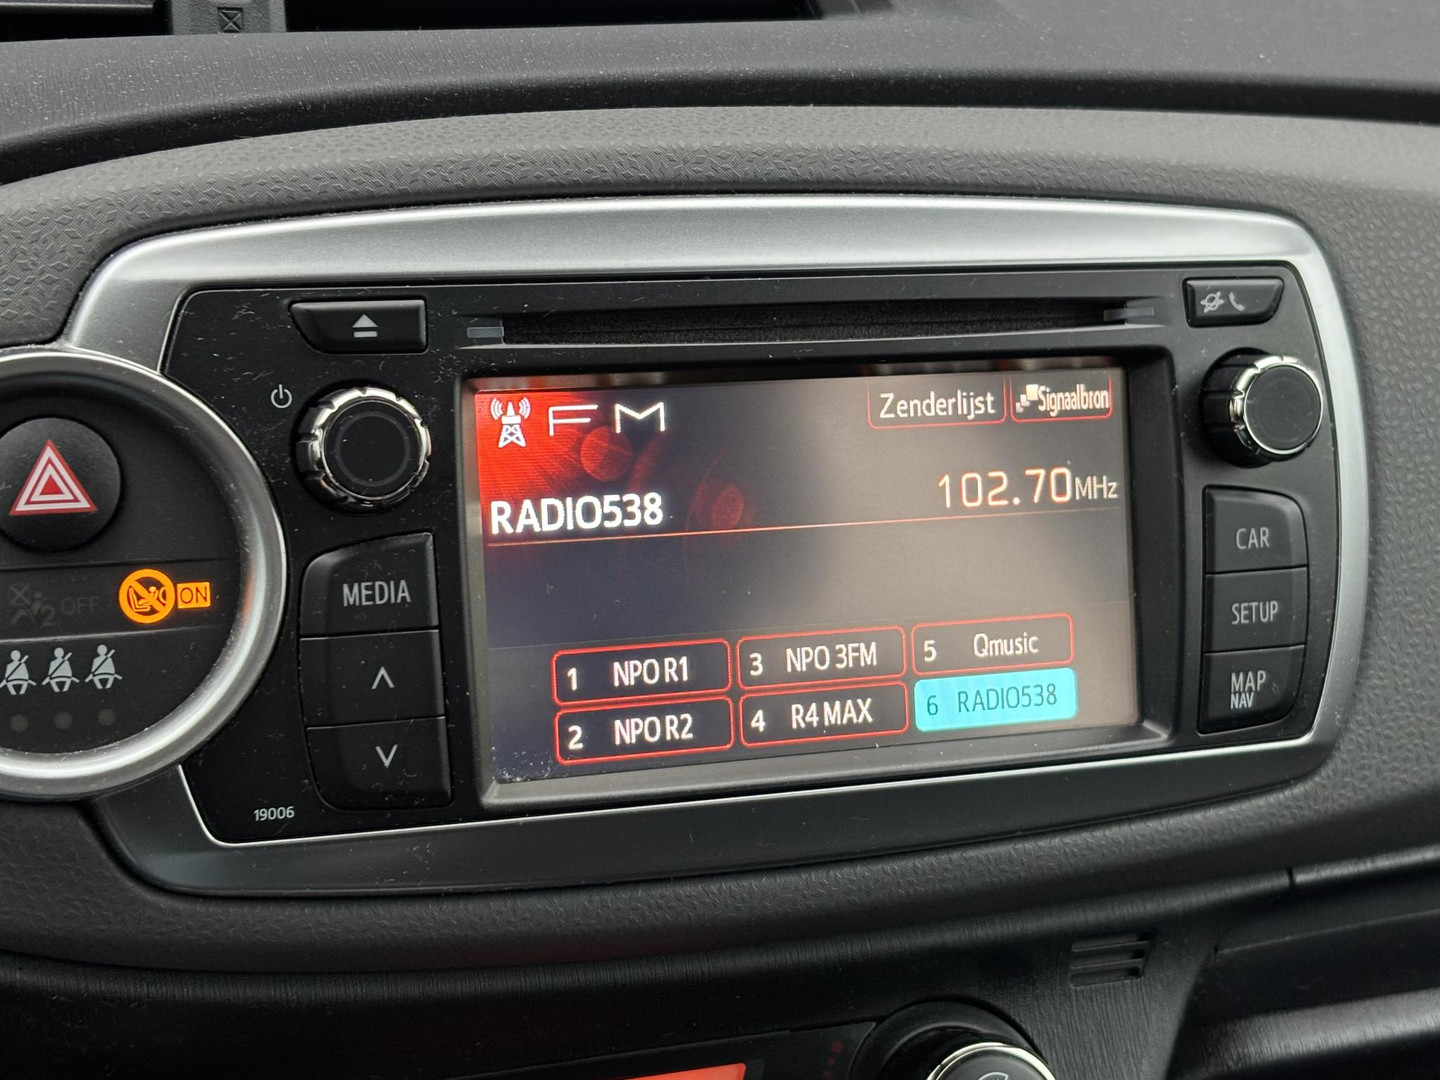 FM
Zenderlijst
Signaalbron
RADIO538
102.70MHz
1 NPO R1
3 NPO 3FM
5 Qmusic
2 NPO R2
4 R4 MAX
6 RADIO538
MEDIA
CAR
SETUP
MAP
NAV
19006
2 OFF
ON